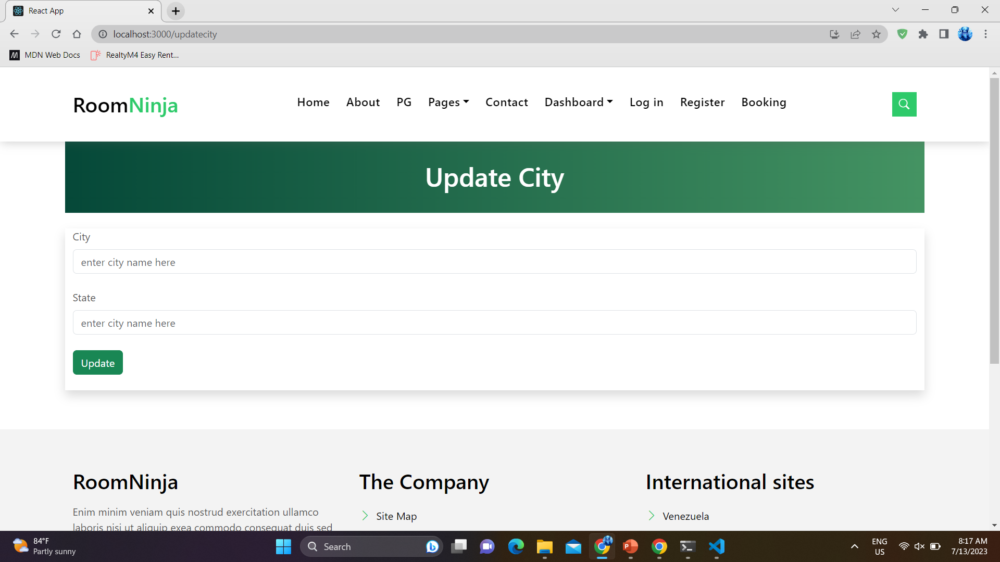 React App
localhost:3000/updatecity
MDN Web Docs
RealtyM4 Easy Rent...
RoomNinja
Home
About
PG
Pages
Contact
Dashboard
Log in
Register
Booking
Update City
City
enter city name here
State
enter city name here
Update
RoomNinja
Enim minim veniam quis nostrud exercitation ullamco
laboris nisi ut aliquip exea commodo consequat duis sed
The Company
Site Map
International sites
Venezuela
84°F
Partly sunny
Search
ENG
US
8:17 AM
7/13/2023